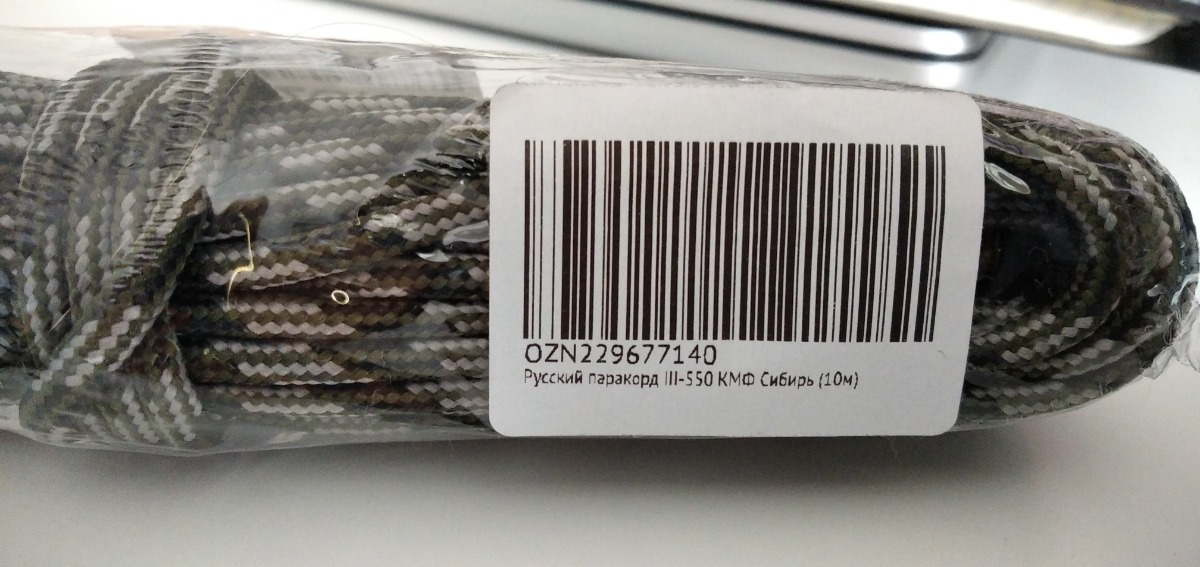 OZN229677140
Русский паракорд III-550 КМФ Сибирь (10м)